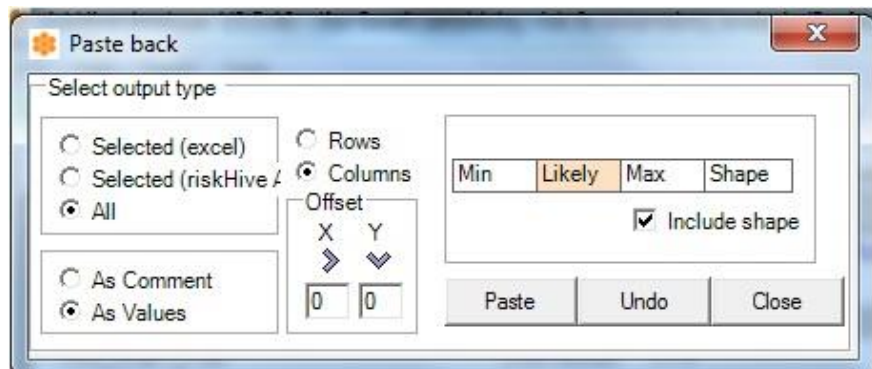 Paste back
Select output type
Selected (excel)
Selected (riskHive
All
As Comment
As Values
Rows
Columns
Offset
X Y
0 0
Min Likely Max Shape
Include shape
Paste Undo Close